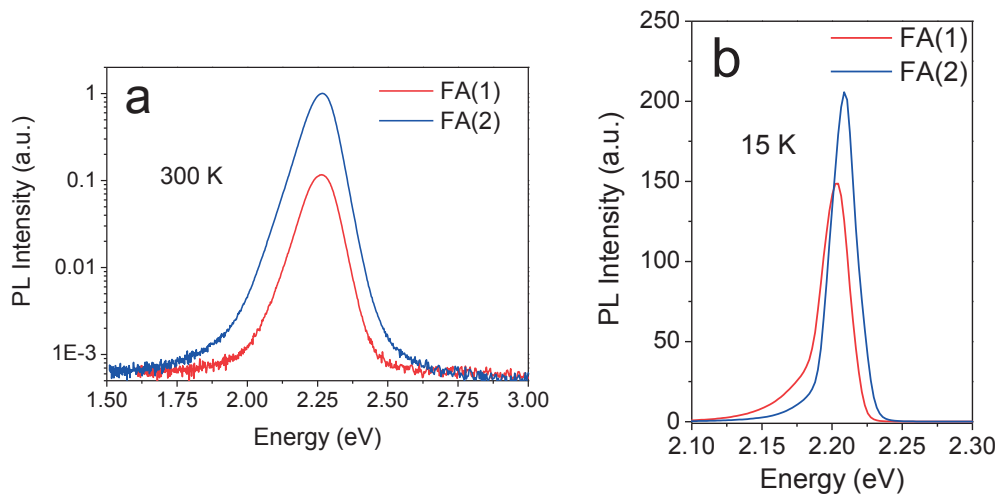 a
FA(1)
FA(2)
300 K
1
0.1
0.01
1E−3
PL Intensity (a.u.)
1.50 1.75 2.00 2.25 2.50 2.75 3.00
Energy (eV)
b
FA(1)
FA(2)
15 K
250
200
150
100
50
0
PL Intensity (a.u.)
2.10 2.15 2.20 2.25 2.30
Energy (eV)